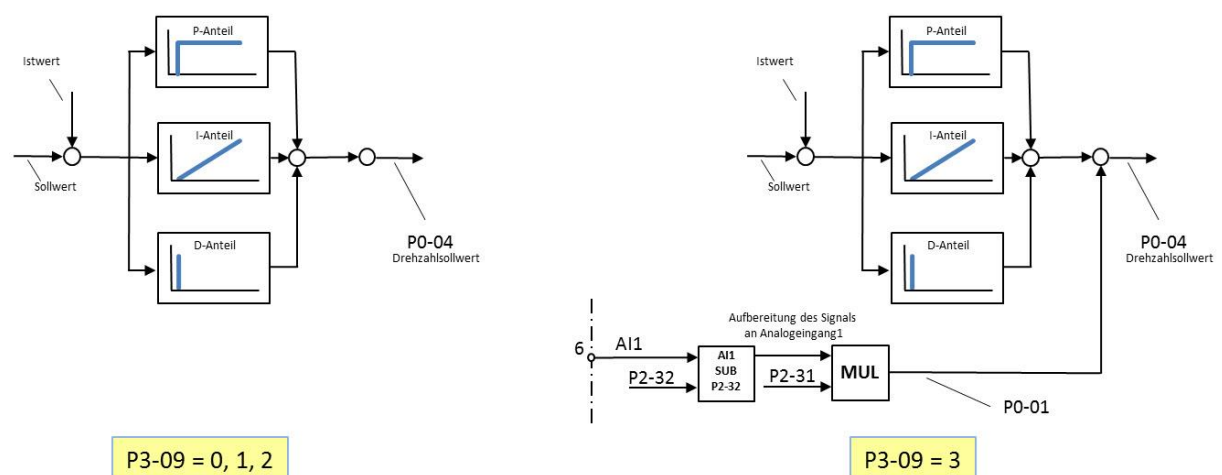 P-Anteil
Istwert
I-Anteil
Sollwert
D-Anteil
P0-04
Drehzahlsollwert
P3-09 = 0, 1, 2
P-Anteil
Istwert
I-Anteil
Sollwert
D-Anteil
P0-04
Drehzahlsollwert
Aufbereitung des Signals
an Analogeingang1
6
AI1
AI1
SUB
P2-32
P2-32
P2-31
MUL
P0-01
P3-09 = 3